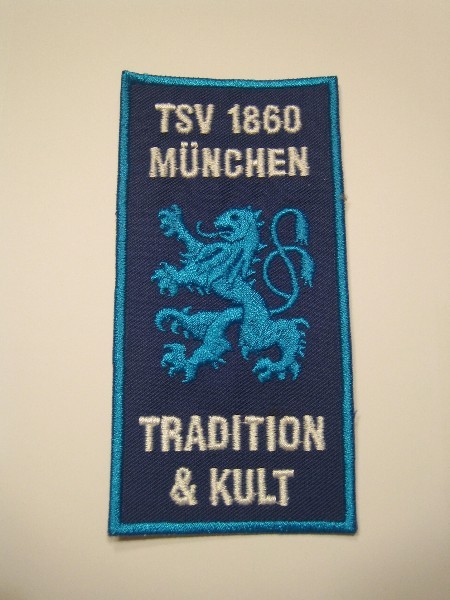 TSV 1860
MÜNCHEN
TRADITION
& KULT